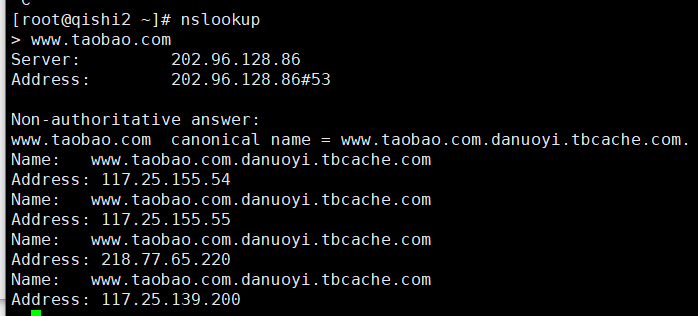 [root@qishi2 ~]# nslookup
> www.taobao.com
Server:         202.96.128.86
Address:        202.96.128.86#53

Non-authoritative answer:
www.taobao.com  canonical name = www.taobao.com.danuoyi.tbcache.com.
Name:   www.taobao.com.danuoyi.tbcache.com
Address: 117.25.155.54
Name:   www.taobao.com.danuoyi.tbcache.com
Address: 117.25.155.55
Name:   www.taobao.com.danuoyi.tbcache.com
Address: 218.77.65.220
Name:   www.taobao.com.danuoyi.tbcache.com
Address: 117.25.139.200